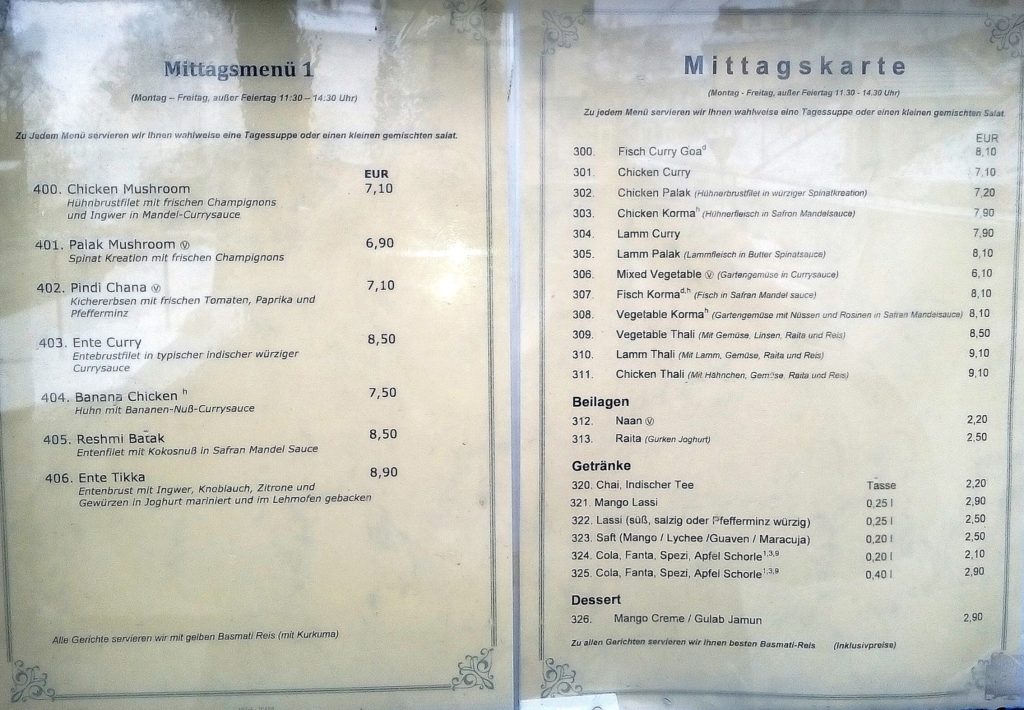 Mittagsmenü 1
(Montag – Freitag, außer Feiertag 11:30 – 14:30 Uhr)
Zu Jedem Menü servieren wir Ihnen wahlweise eine Tagessuppe oder einen kleinen gemischten salat.
EUR
400. Chicken Mushroom 7,10
Hühnbrustfilet mit frischen Champignons
und Ingwer in Mandel-Currysauce
401. Palak Mushroom Ⓥ 6,90
Spinat Kreation mit frischen Champignons
402. Pindi Chana Ⓥ 7,10
Kichererbsen mit frischen Tomaten, Paprika und
Pfefferminz
403. Ente Curry 8,50
Entebrustfilet in typischer indischer würziger
Currysauce
404. Banana Chicken h 7,50
Huhn mit Bananen-Nuß-Currysauce
405. Reshmi Batak 8,50
Entenfilet mit Kokosnuß in Safran Mandel Sauce
406. Ente Tikka 8,90
Entenbrust mit Ingwer, Knoblauch, Zitrone und
Gewürzen in Joghurt mariniert und im Lehmofen gebacken
Alle Gerichte servieren wir mit gelben Basmati Reis (mit Kurkuma)
Mittagskarte
(Montag - Freitag, außer Feiertag 11.30 - 14.30 Uhr)
Zu jedem Menü servieren wir Ihnen wahlweise eine Tagessuppe oder einen kleinen gemischten Salat.
EUR
300. Fisch Curry Goa d 8,10
301. Chicken Curry 7,10
302. Chicken Palak (Hühnerbrustfilet in würziger Spinatkreation) 7,20
303. Chicken Korma h (Hühnerfleisch in Safron Mandelsauce) 7,90
304. Lamm Curry 7,90
305. Lamm Palak (Lammfleisch in Butter Spinatsauce) 8,10
306. Mixed Vegetable Ⓥ (Gartengemüse in Currysauce) 6,10
307. Fisch Korma d,h (Fisch in Safran Mandel sauce) 8,10
308. Vegetable Korma h (Gartengemüse mit Nüssen und Rosinen in Safran Mandelsauce) 8,10
309. Vegetable Thali (Mit Gemüse, Linsen, Raita und Reis) 8,50
310. Lamm Thali (Mit Lamm, Gemüse, Raita und Reis) 9,10
311. Chicken Thali (Mit Hähnchen, Gemüse, Raita und Reis) 9,10
Beilagen
312. Naan Ⓥ 2,20
313. Raita (Gurken Joghurt) 2,50
Getränke
320. Chai, Indischer Tee Tasse 2,20
321. Mango Lassi 0,25 l 2,90
322. Lassi (süß, salzig oder Pfefferminz würzig) 0,25 l 2,50
323. Saft (Mango / Lychee /Guaven / Maracuja) 0,20 l 2,50
324. Cola, Fanta, Spezi, Apfel Schorle 1,3,9 0,20 l 2,10
325. Cola, Fanta, Spezi, Apfel Schorle 1,3,9 0,40 l 2,90
Dessert
326. Mango Creme / Gulab Jamun 2,90
Zu allen Gerichten servieren wir Ihnen besten Basmati-Reis (Inklusivpreise)